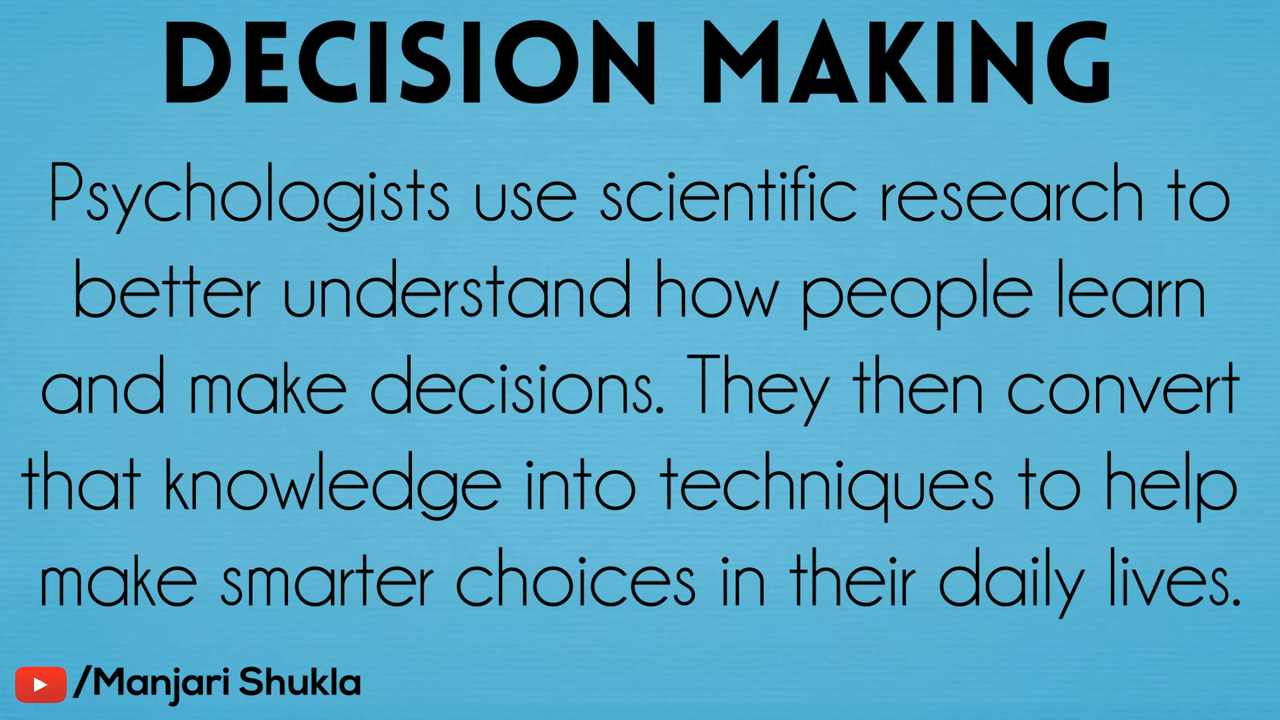 DECISION MAKING
Psychologists use scientific research to
better understand how people learn
and make decisions. They then convert
that knowledge into techniques to help
make smarter choices in their daily lives.
/Manjari Shukla